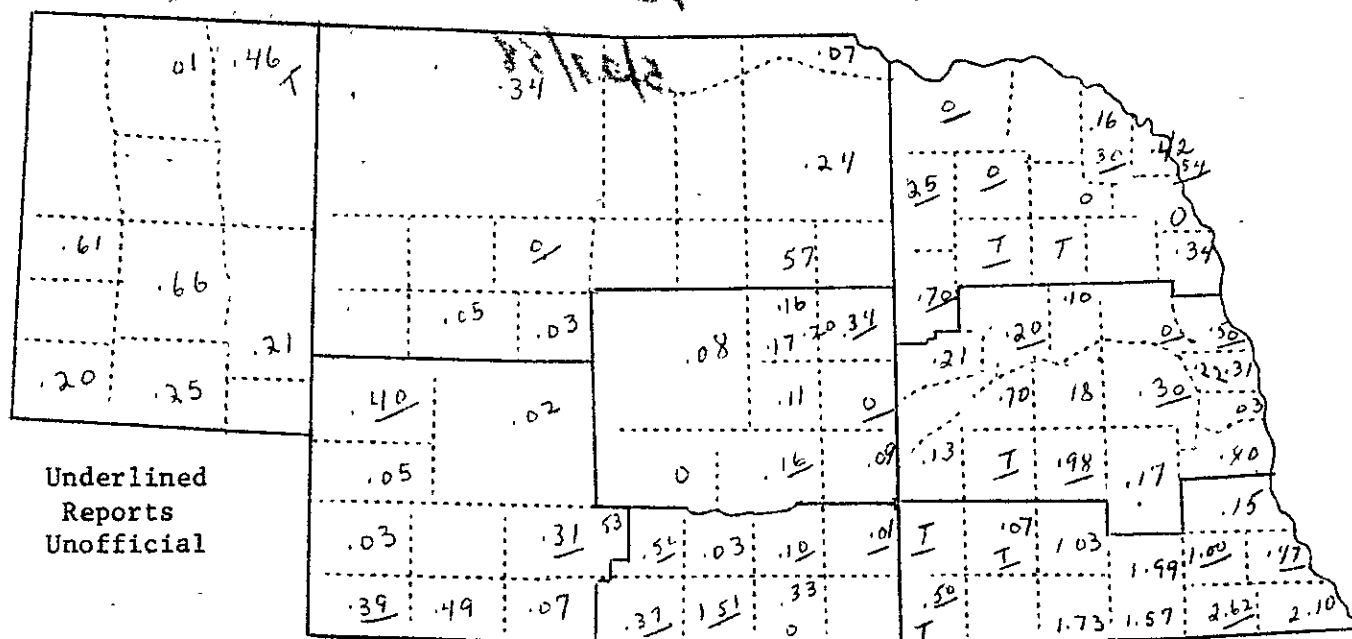 .07
01 .46 T
.34
0
.16
30 .42
54
.24
25 0 0
0
.61 0 57 T T .34
.66
.05 .03 .16 .70 .10
.08 .17 .20 .34 .20 0 .50
.21 .21 .22 .31
.20 .25 .40 .02 .11 0 .70 18 .30 03
.05 0 .16 .09 .13 T .98 .17 .40
Underlined
Reports
Unofficial
.15
.03 .31 53 .03 .10 .01 T .07 1.03
T 1.99 1.00 .47
.39 .49 .07 .37 1.51 .33 .50 1.73 1.57 2.62 2.10
0 T